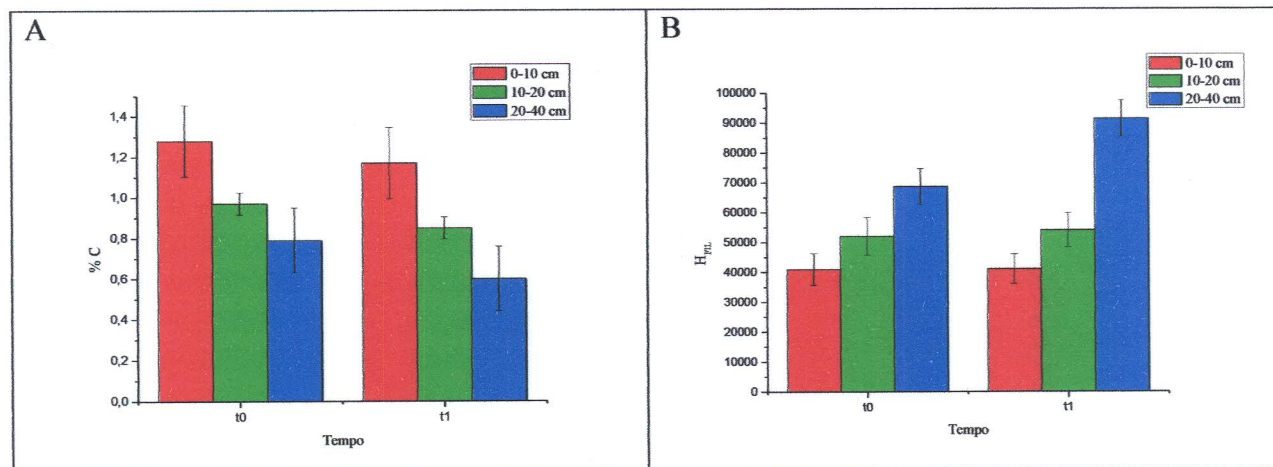 A
0-10 cm
10-20 cm
20-40 cm
1,4
1,2
1,0
0,8
0,6
0,4
0,2
0,0
% C
t0
t1
Tempo
B
0-10 cm
10-20 cm
20-40 cm
100000
90000
80000
70000
60000
50000
40000
30000
20000
10000
0
H_FIL
t0
t1
Tempo